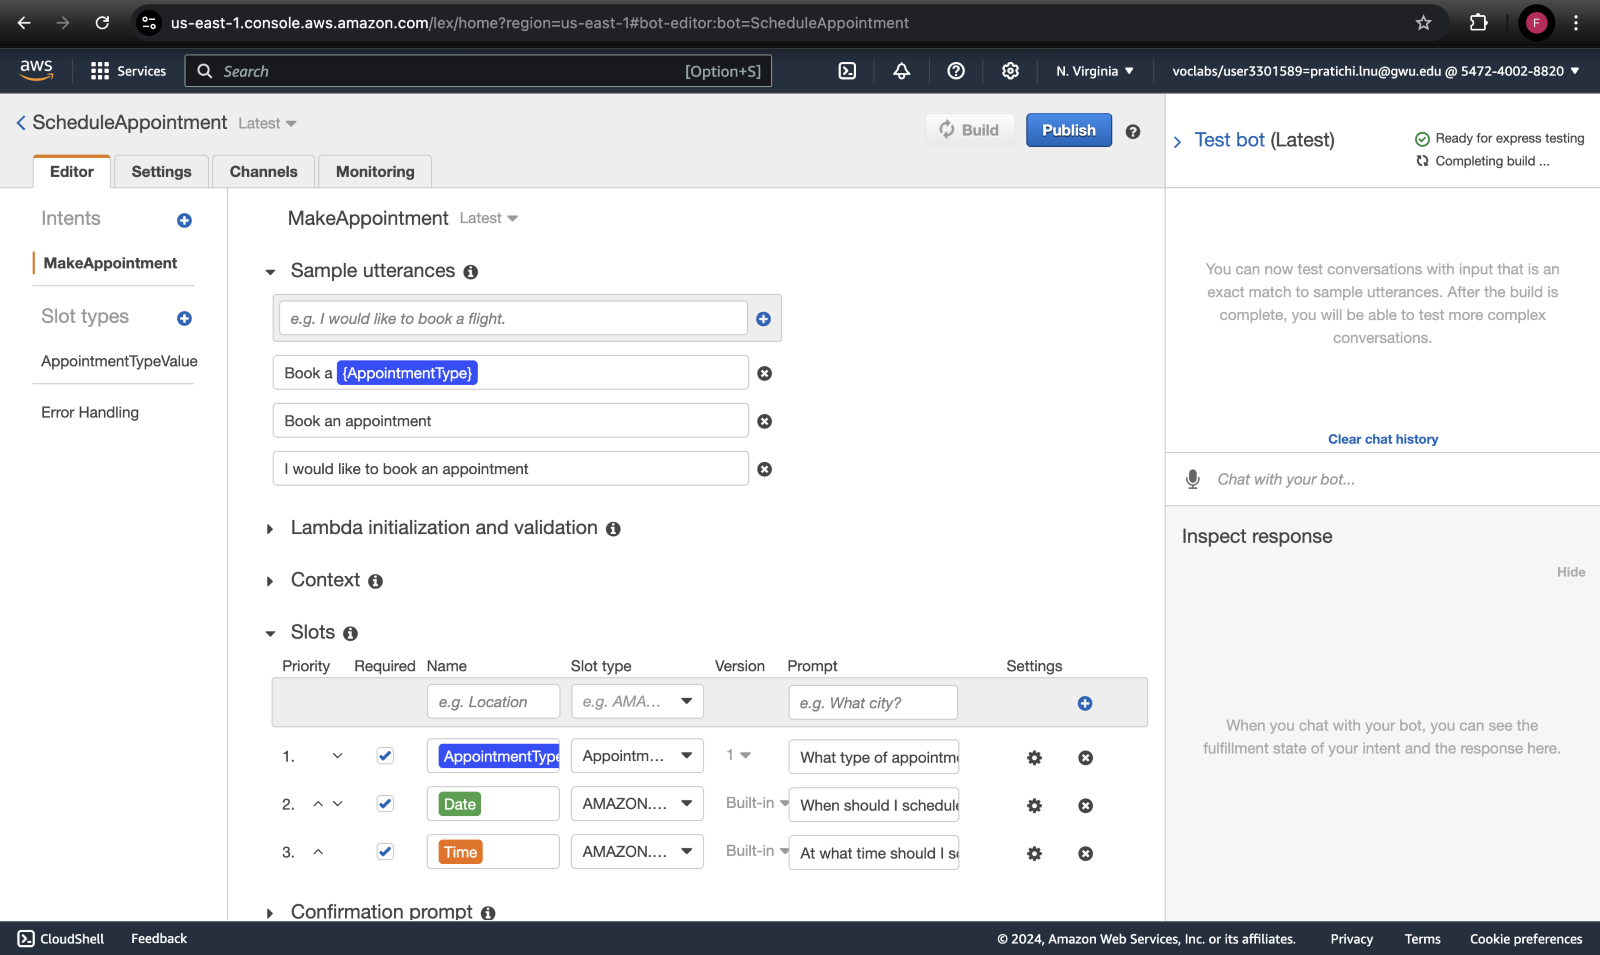 us-east-1.console.aws.amazon.com/lex/home?region=us-east-1#bot-editor:bot=ScheduleAppointment
F
aws
Services
Search
[Option+S]
N. Virginia
voclabs/user3301589=pratichi.lnu@gwu.edu @ 5472-4002-8820
ScheduleAppointment Latest
Build
Publish
Editor
Settings
Channels
Monitoring
Intents
MakeAppointment
Slot types
AppointmentTypeValue
Error Handling
MakeAppointment Latest
Sample utterances
e.g. I would like to book a flight.
Book a {AppointmentType}
Book an appointment
I would like to book an appointment
Lambda initialization and validation
Context
Slots
Priority Required Name Slot type Version Prompt Settings
e.g. Location e.g. AMA... e.g. What city?
1. AppointmentType Appointm... 1 What type of appointm
2. Date AMAZON.... Built-in When should I schedule
3. Time AMAZON.... Built-in At what time should I s
Confirmation prompt
Test bot (Latest)
Ready for express testing
Completing build ...
You can now test conversations with input that is an
exact match to sample utterances. After the build is
complete, you will be able to test more complex
conversations.
Clear chat history
Chat with your bot...
Inspect response
Hide
When you chat with your bot, you can see the
fulfillment state of your intent and the response here.
CloudShell
Feedback
© 2024, Amazon Web Services, Inc. or its affiliates.
Privacy
Terms
Cookie preferences